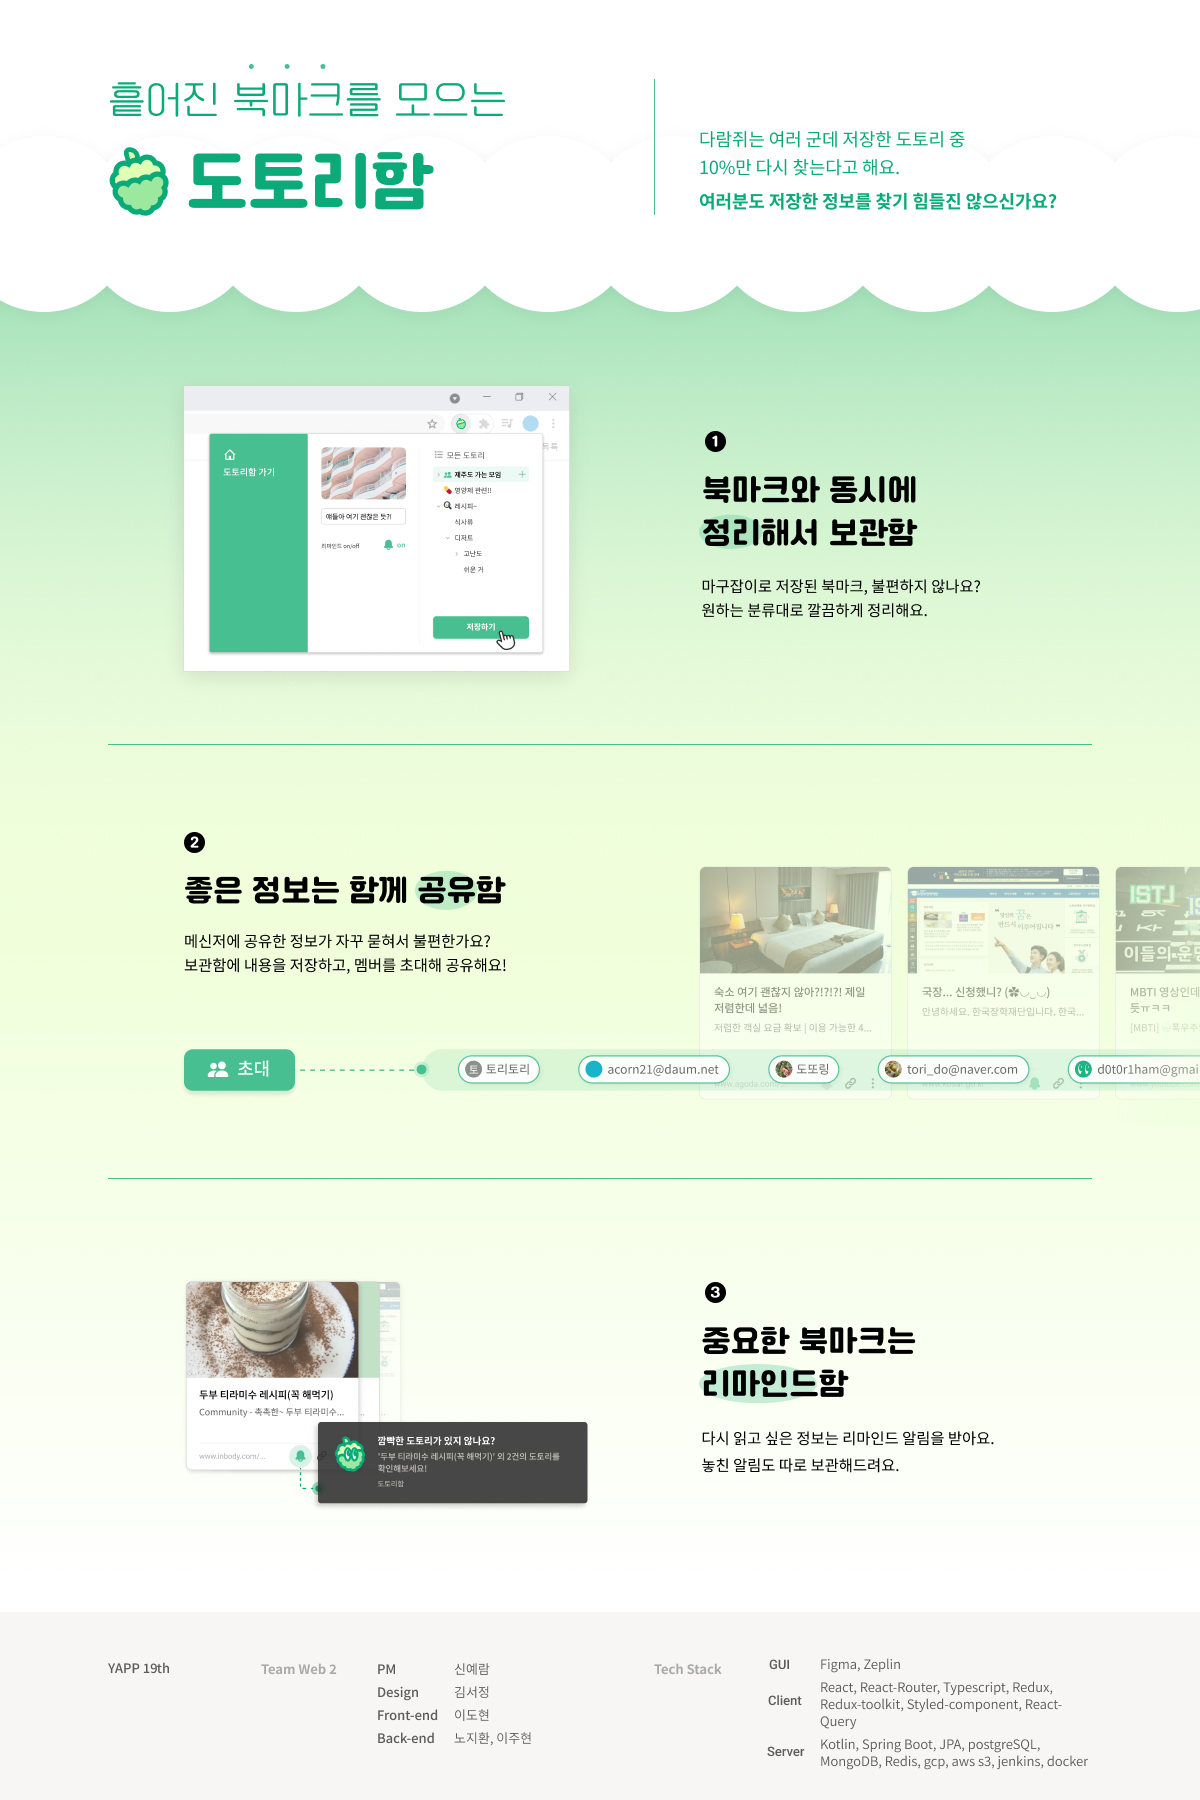 흩어진 북마크를 모으는
도토리함
다람쥐는 여러 군데 저장한 도토리 중
10%만 다시 찾는다고 해요.
여러분도 저장한 정보를 찾기 힘들진 않으신가요?
목록
도토리함 가기
얘들아 여기 괜찮은 듯?!
리마인드 on/off
on
모든 도토리
제주도 가는 모임
영양제 관련!!
레시피~
식사류
디저트
고난도
쉬운 거
저장하기
1
북마크와 동시에
정리해서 보관함
마구잡이로 저장된 북마크, 불편하지 않나요?
원하는 분류대로 깔끔하게 정리해요.
2
좋은 정보는 함께 공유함
메신저에 공유한 정보가 자꾸 묻혀서 불편한가요?
보관함에 내용을 저장하고, 멤버를 초대해 공유해요!
숙소 여기 괜찮지 않아?!?!?! 제일
저렴한데 넓음!
저렴한 객실 요금 확보 | 이용 가능한 4...
국장... 신청했니? (✽◡‿◡)
안녕하세요. 한국장학재단입니다. 한국...
이들의 운명
MBTI 영상인데
듯ㅠㅋㅋ
초대
토 토리토리
acorn21@daum.net
도또링
tori_do@naver.com
d0t0r1ham@gmai
www.agoda.com/...
3
중요한 북마크는
리마인드함
다시 읽고 싶은 정보는 리마인드 알림을 받아요.
놓친 알림도 따로 보관해드려요.
두부 티라미수 레시피(꼭 해먹기)
Community - 촉촉한~ 두부 티라미수...
www.inbody.com/...
깜빡한 도토리가 있지 않나요?
'두부 티라미수 레시피(꼭 해먹기)' 의 2건의 도토리를
확인해보세요!
도토리함
YAPP 19th
Team Web 2
PM 신예람
Design 김서정
Front-end 이도현
Back-end 노지환, 이주현
Tech Stack
GUI Figma, Zeplin
Client React, React-Router, Typescript, Redux,
Redux-toolkit, Styled-component, React-
Query
Server Kotlin, Spring Boot, JPA, postgreSQL,
MongoDB, Redis, gcp, aws s3, jenkins, docker